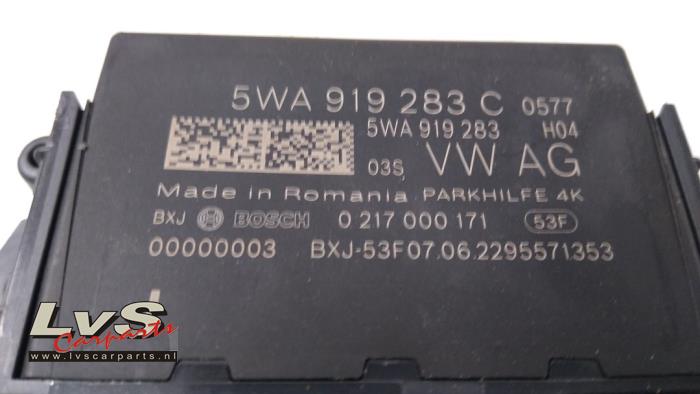 5WA 919 283 C 0577
5WA 919 283 H04
03S VW AG
Made in Romania PARKHILFE 4K
BXJ BOSCH 0 217 000 171 53F
00000003 BXJ-53F07.06.2295571353
LvS
Carparts
www.lvscarparts.nl